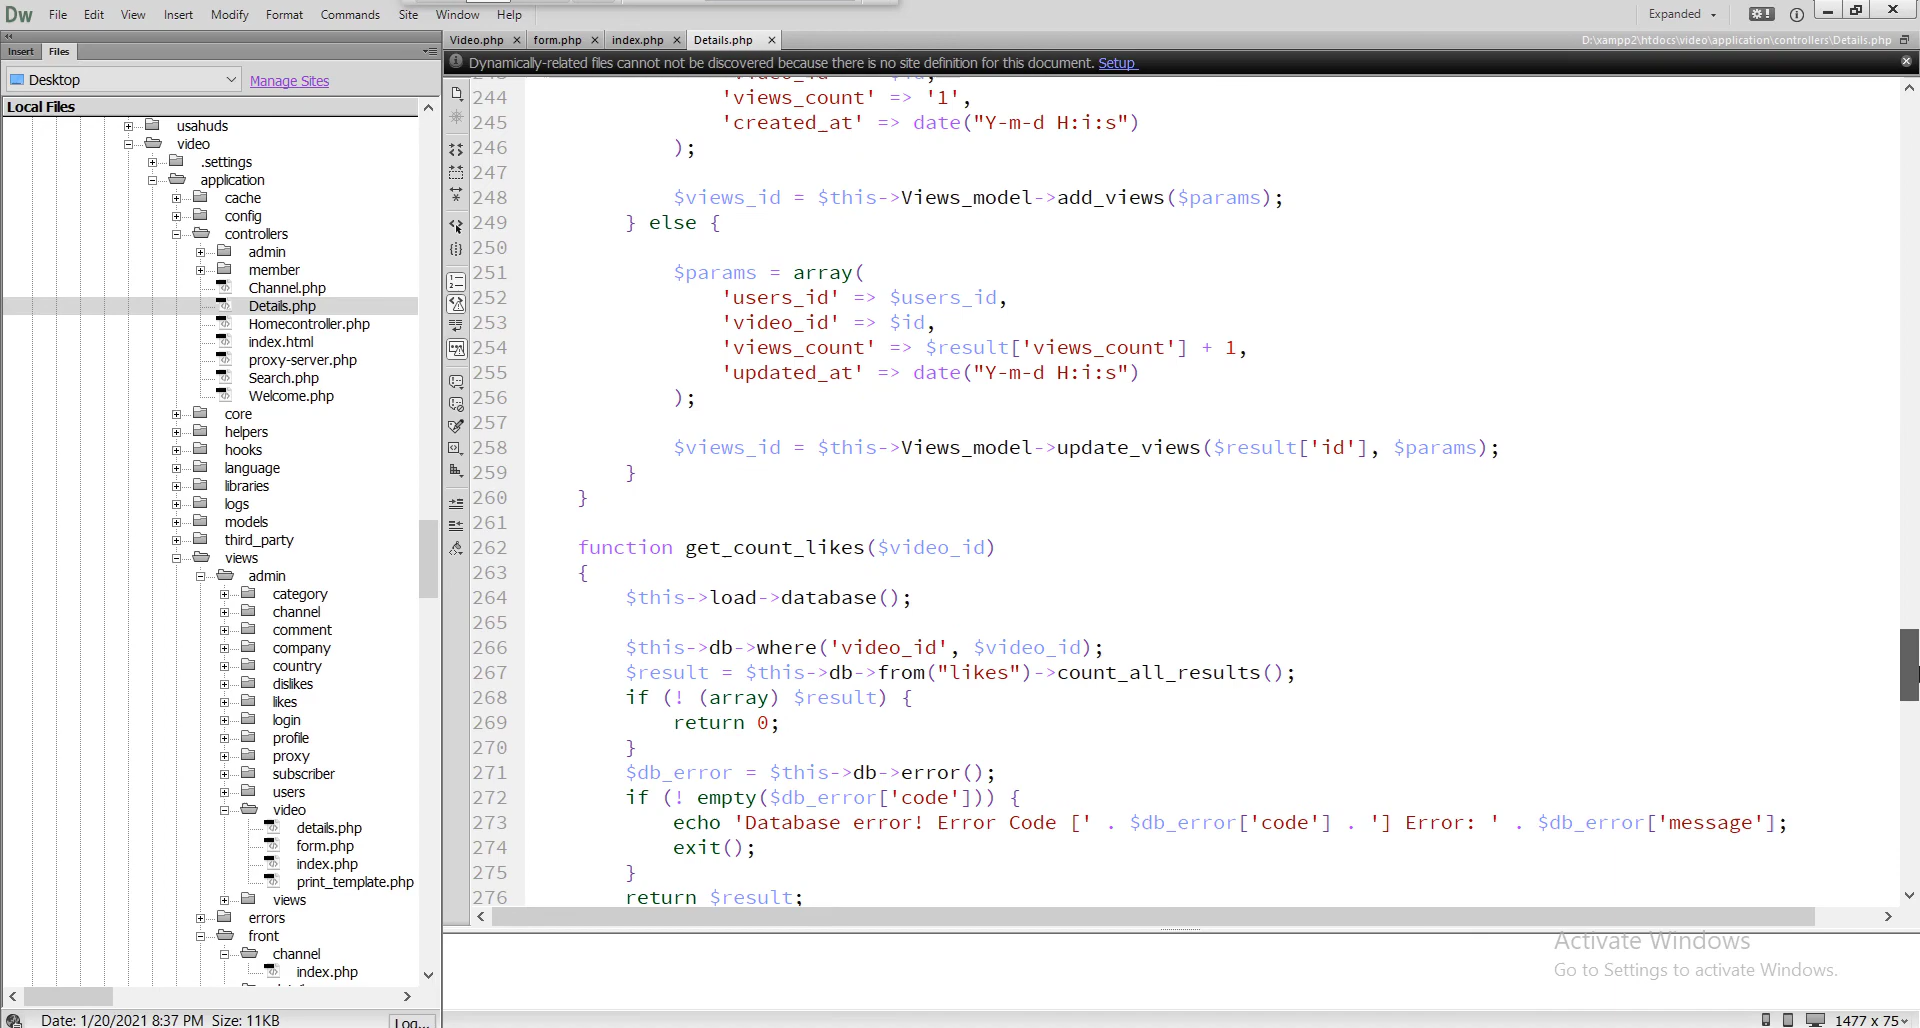 Dw File Edit View Insert Modify Format Commands Site Window Help Expanded
Insert Files
Video.php × form.php × index.php × Details.php × D:\xampp2\htdocs\video\application\controllers\Details.php
Dynamically-related files cannot not be discovered because there is no site definition for this document. Setup
Desktop Manage Sites
Local Files
usahuds
video
.settings
application
cache
config
controllers
admin
member
Channel.php
Details.php
Homecontroller.php
index.html
proxy-server.php
Search.php
Welcome.php
core
helpers
hooks
language
libraries
logs
models
third_party
views
admin
category
channel
comment
company
country
dislikes
likes
login
profile
proxy
subscriber
users
video
details.php
form.php
index.php
print_template.php
views
errors
front
channel
index.php
Date: 1/20/2021 8:37 PM Size: 11KB Log...
244 'views_count' => '1',
245 'created_at' => date("Y-m-d H:i:s")
246 );
247
248 $views_id = $this->Views_model->add_views($params);
249 } else {
250
251 $params = array(
252 'users_id' => $users_id,
253 'video_id' => $id,
254 'views_count' => $result['views_count'] + 1,
255 'updated_at' => date("Y-m-d H:i:s")
256 );
257
258 $views_id = $this->Views_model->update_views($result['id'], $params);
259 }
260 }
261
262 function get_count_likes($video_id)
263 {
264 $this->load->database();
265
266 $this->db->where('video_id', $video_id);
267 $result = $this->db->from("likes")->count_all_results();
268 if (! (array) $result) {
269 return 0;
270 }
271 $db_error = $this->db->error();
272 if (! empty($db_error['code'])) {
273 echo 'Database error! Error Code [' . $db_error['code'] . '] Error: ' . $db_error['message'];
274 exit();
275 }
276 return $result;
Activate Windows
Go to Settings to activate Windows.
1477 x 75